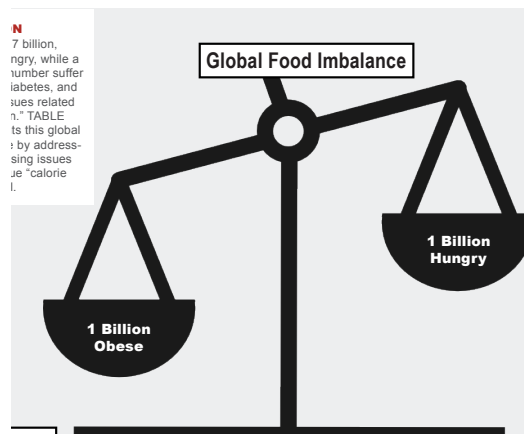 N
7 billion,
ngry, while a
number suffer
iabetes, and
sues related
n.” TABLE
ts this global
e by address-
sing issues
ue “calorie
l.
Global Food Imbalance
1 Billion
Hungry
1 Billion
Obese